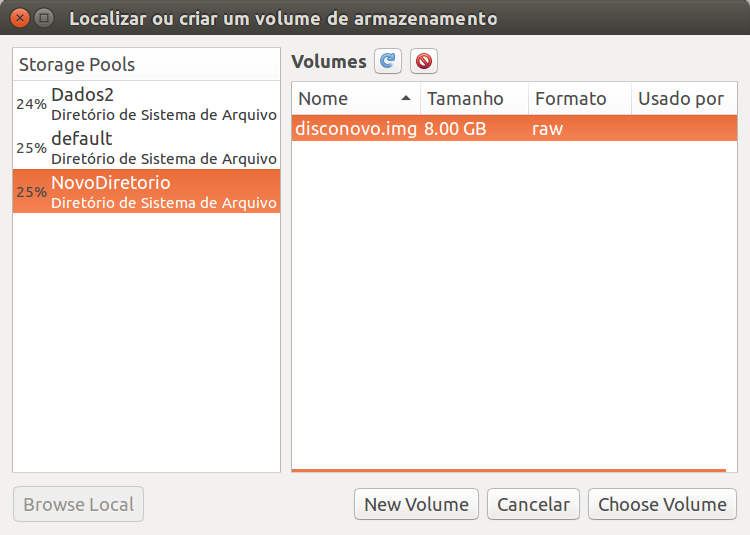 Localizar ou criar um volume de armazenamento
Storage Pools
24% Dados2
Diretório de Sistema de Arquivo
25% default
Diretório de Sistema de Arquivo
25% NovoDiretorio
Diretório de Sistema de Arquivo
Volumes
Nome Tamanho Formato Usado por
disconovo.img 8.00 GB raw
Browse Local New Volume Cancelar Choose Volume